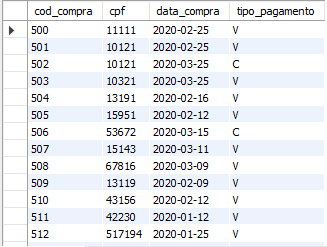 cod_compra cpf data_compra tipo_pagamento
500 11111 2020-02-25 V
501 10121 2020-02-25 V
502 10121 2020-03-25 C
503 10321 2020-03-25 V
504 13191 2020-02-16 V
505 15951 2020-02-12 V
506 53672 2020-03-15 C
507 15143 2020-03-11 V
508 67816 2020-03-09 V
509 13119 2020-02-09 V
510 43156 2020-02-12 V
511 42230 2020-01-12 V
512 517194 2020-01-25 V